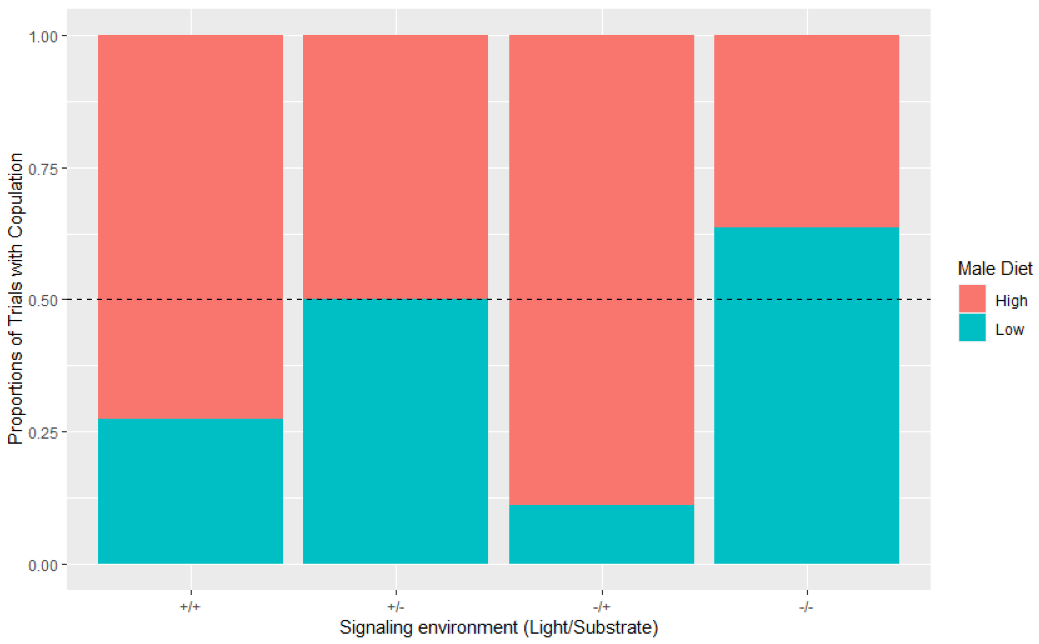 Proportions of Trials with Copulation
1.00
0.75
0.50
0.25
0.00
+/+
+/-
-/+
-/-
Signaling environment (Light/Substrate)
Male Diet
High
Low